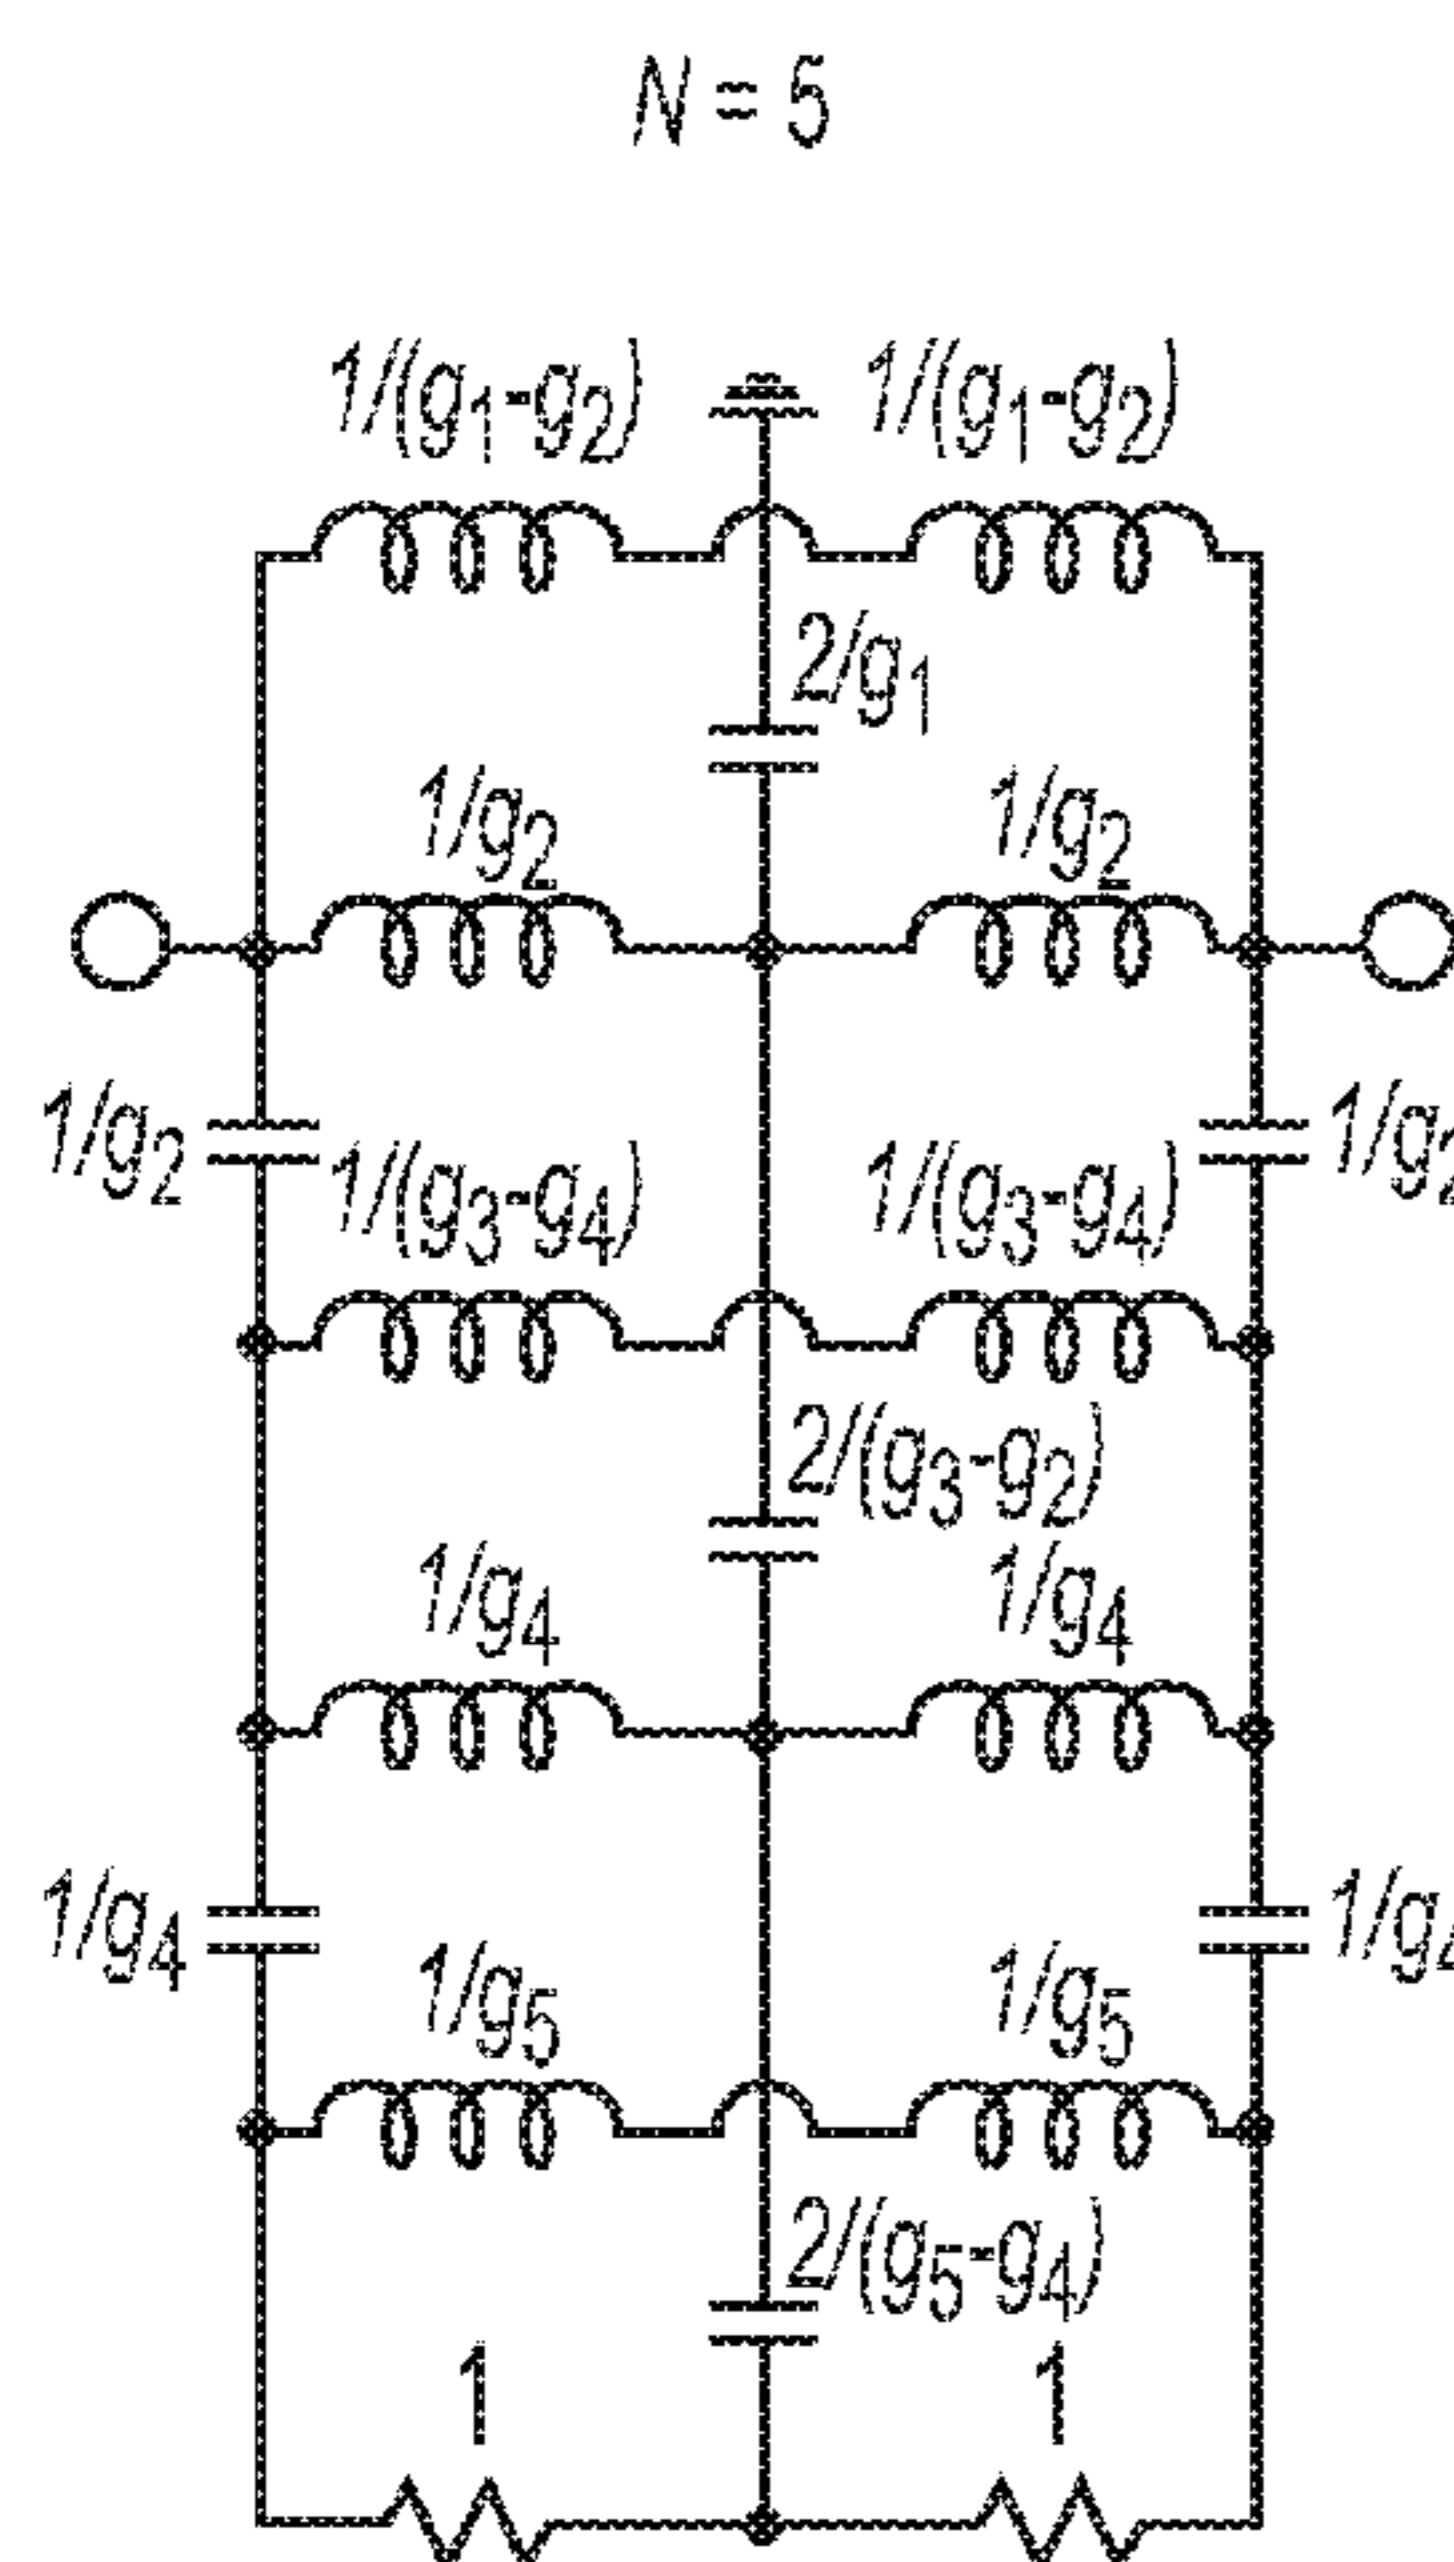 N = 5
1/(g1-g2) 1/(g1-g2)
2/g1
1/g2 1/g2
1/g2
1/(g3-g4) 1/(g3-g4)
2/(g3-g2)
1/g4 1/g4
1/g4
1/g5 1/g5
2/(g5-g4)
1 1